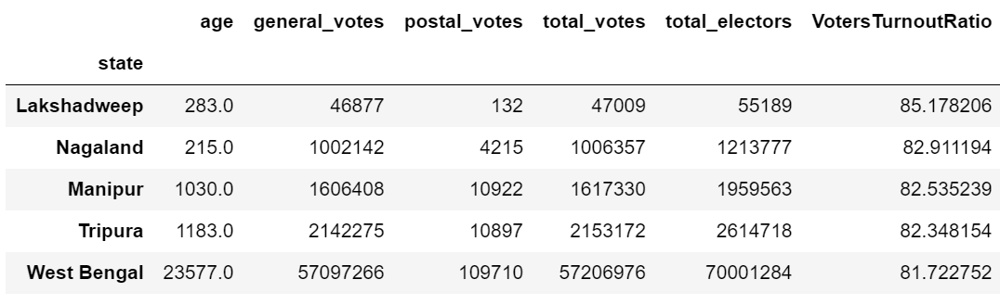 age general_votes postal_votes total_votes total_electors VotersTurnoutRatio
state
Lakshadweep 283.0 46877 132 47009 55189 85.178206
Nagaland 215.0 1002142 4215 1006357 1213777 82.911194
Manipur 1030.0 1606408 10922 1617330 1959563 82.535239
Tripura 1183.0 2142275 10897 2153172 2614718 82.348154
West Bengal 23577.0 57097266 109710 57206976 70001284 81.722752